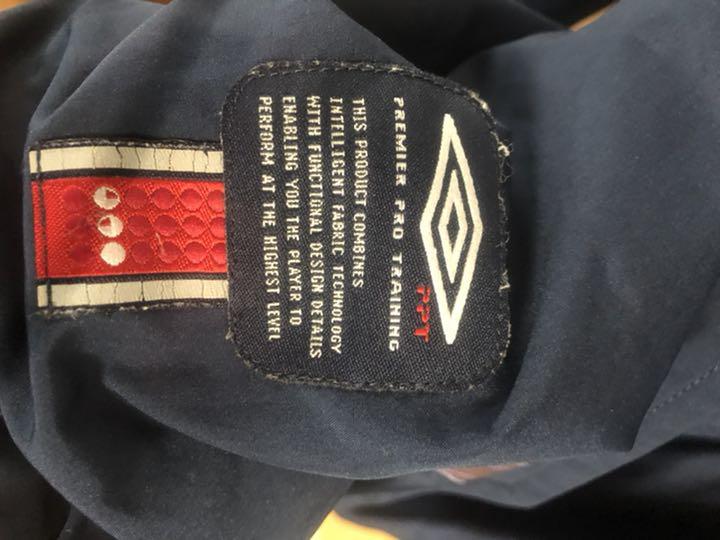 PPT
PREMIER PRO TRAINING
THIS PRODUCT COMBINES
INTELLIGENT FABRIC TECHNOLOGY
WITH FUNCTIONAL DESIGN DETAILS
ENABLING YOU THE PLAYER TO
PERFORM AT THE HIGHEST LEVEL